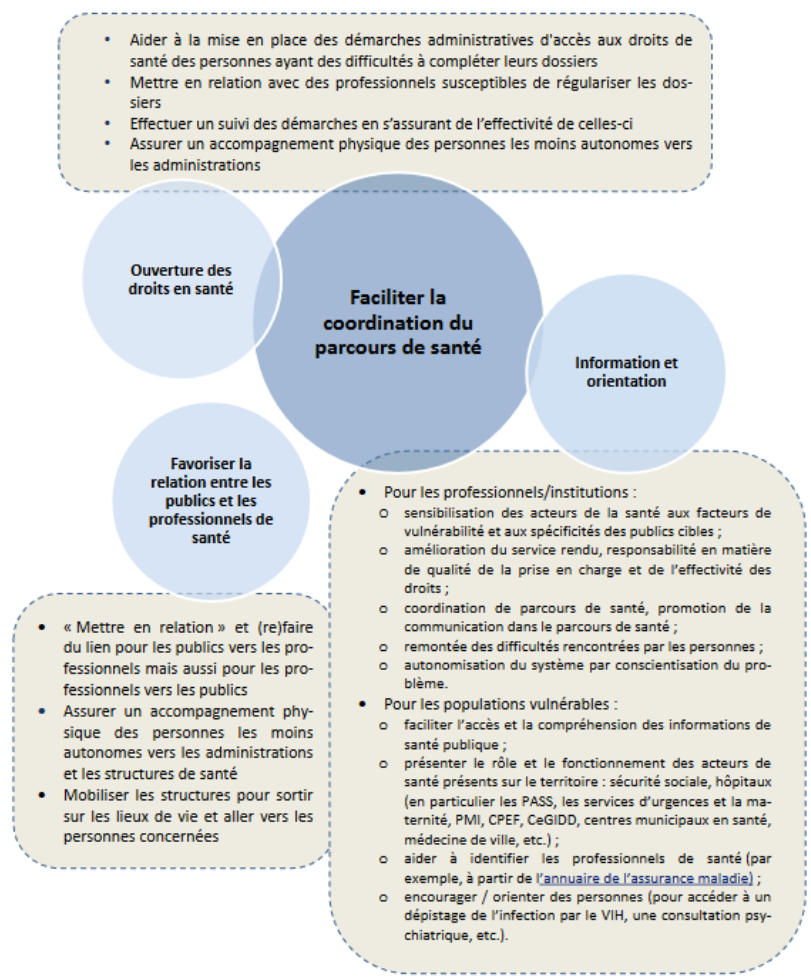 • Aider à la mise en place des démarches administratives d'accès aux droits de
santé des personnes ayant des difficultés à compléter leurs dossiers
• Mettre en relation avec des professionnels susceptibles de régulariser les dos-
siers
• Effectuer un suivi des démarches en s'assurant de l'effectivité de celles-ci
• Assurer un accompagnement physique des personnes les moins autonomes vers
les administrations
Ouverture des
droits en santé
Faciliter la
coordination du
parcours de santé
Information et
orientation
Favoriser la
relation entre les
publics et les
professionnels de
santé
• « Mettre en relation » et (re)faire
du lien pour les publics vers les pro-
fessionnels mais aussi pour les pro-
fessionnels vers les publics
• Assurer un accompagnement phy-
sique des personnes les moins
autonomes vers les administrations
et les structures de santé
• Mobiliser les structures pour sortir
sur les lieux de vie et aller vers les
personnes concernées
• Pour les professionnels/institutions :
o sensibilisation des acteurs de la santé aux facteurs de
vulnérabilité et aux spécificités des publics cibles ;
o amélioration du service rendu, responsabilité en matière
de qualité de la prise en charge et de l'effectivité des
droits ;
o coordination de parcours de santé, promotion de la
communication dans le parcours de santé ;
o remontée des difficultés rencontrées par les personnes ;
o autonomisation du système par conscientisation du pro-
blème.
• Pour les populations vulnérables :
o faciliter l'accès et la compréhension des informations de
santé publique ;
o présenter le rôle et le fonctionnement des acteurs de
santé présents sur le territoire : sécurité sociale, hôpitaux
(en particulier les PASS, les services d'urgences et la ma-
ternité, PMI, CPEF, CeGIDD, centres municipaux en santé,
médecine de ville, etc.) ;
o aider à identifier les professionnels de santé (par
exemple, à partir de l'annuaire de l'assurance maladie) ;
o encourager / orienter des personnes (pour accéder à un
dépistage de l'infection par le VIH, une consultation psy-
chiatrique, etc.).